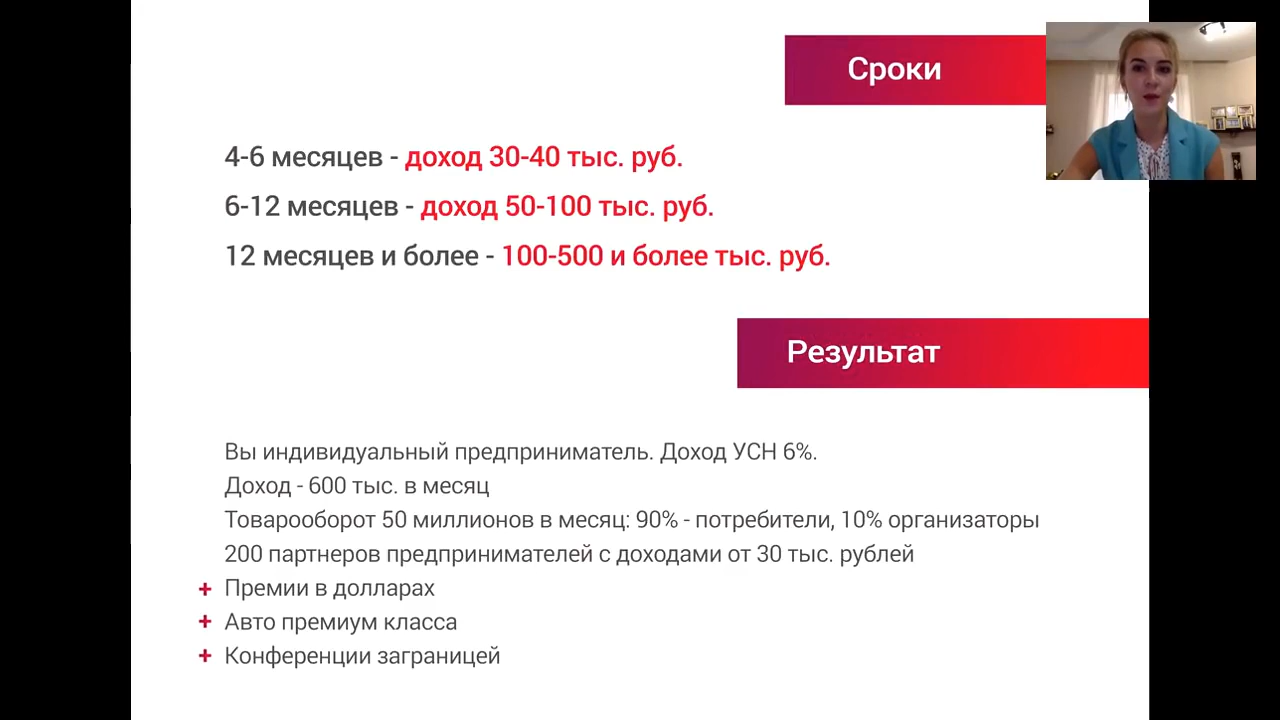 Сроки
4-6 месяцев - доход 30-40 тыс. руб.
6-12 месяцев - доход 50-100 тыс. руб.
12 месяцев и более - 100-500 и более тыс. руб.
Результат
Вы индивидуальный предприниматель. Доход УСН 6%.
Доход - 600 тыс. в месяц
Товарооборот 50 миллионов в месяц: 90% - потребители, 10% организаторы
200 партнеров предпринимателей с доходами от 30 тыс. рублей
+ Премии в долларах
+ Авто премиум класса
+ Конференции заграницей